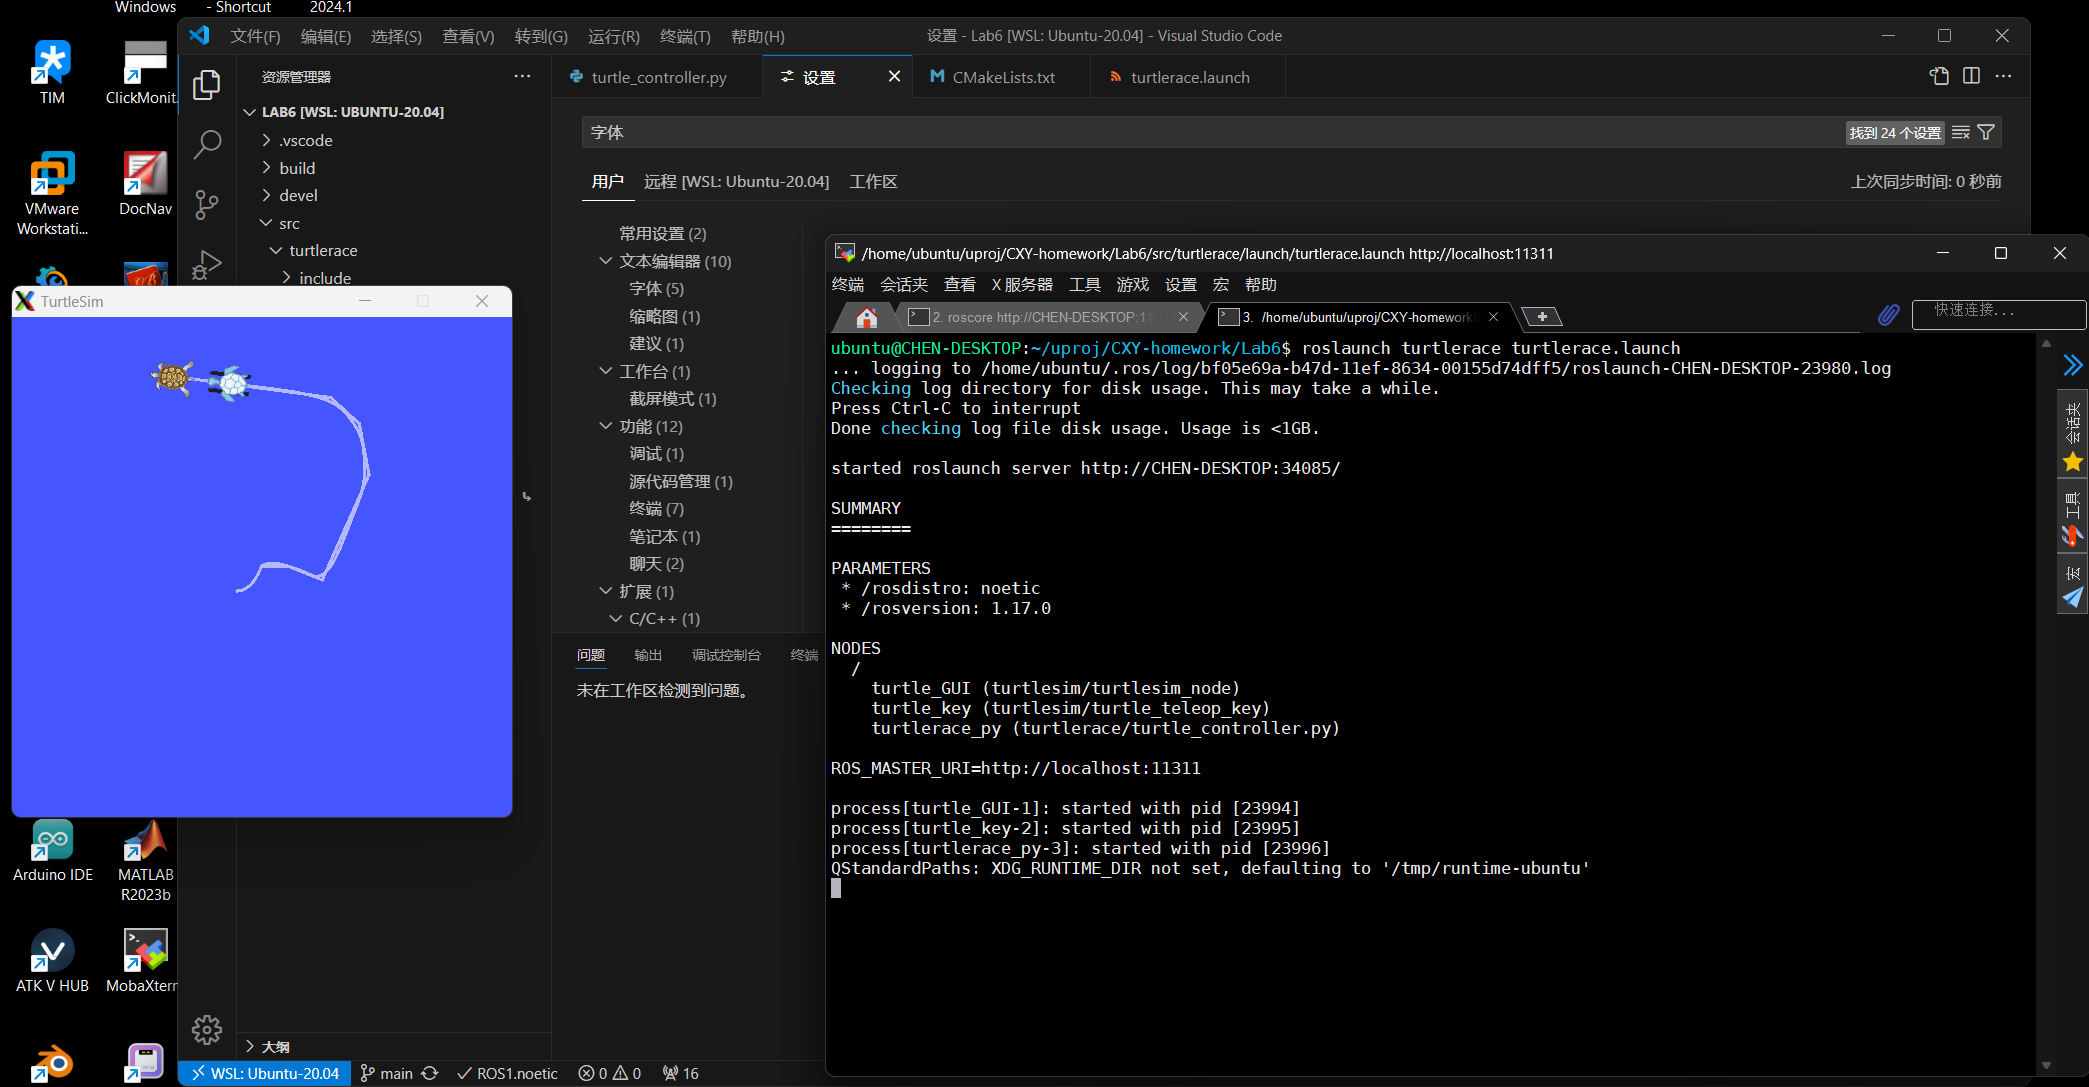 Windows
- Shortcut
2024.1
TIM
ClickMonit
VMware
Workstati...
DocNav
Arduino IDE
MATLAB
R2023b
ATK V HUB
MobaXterm
文件(F)
编辑(E)
选择(S)
查看(V)
转到(G)
运行(R)
终端(T)
帮助(H)
设置 - Lab6 [WSL: Ubuntu-20.04] - Visual Studio Code
资源管理器
LAB6 [WSL: UBUNTU-20.04]
.vscode
build
devel
src
turtlerace
include
大纲
turtle_controller.py
设置
CMakeLists.txt
turtlerace.launch
字体
找到 24 个设置
用户
远程 [WSL: Ubuntu-20.04]
工作区
上次同步时间: 0 秒前
常用设置 (2)
文本编辑器 (10)
字体 (5)
缩略图 (1)
建议 (1)
工作台 (1)
截屏模式 (1)
功能 (12)
调试 (1)
源代码管理 (1)
终端 (7)
笔记本 (1)
聊天 (2)
扩展 (1)
C/C++ (1)
问题
输出
调试控制台
终端
未在工作区检测到问题。
WSL: Ubuntu-20.04
main
ROS1.noetic
0
0
16
TurtleSim
/home/ubuntu/uproj/CXY-homework/Lab6/src/turtlerace/launch/turtlerace.launch http://localhost:11311
终端
会话夹
查看
X 服务器
工具
游戏
设置
宏
帮助
2. roscore http://CHEN-DESKTOP:11
3. /home/ubuntu/uproj/CXY-homework
快速连接...
会话夹
工具
宏
ubuntu@CHEN-DESKTOP:~/uproj/CXY-homework/Lab6$ roslaunch turtlerace turtlerace.launch
... logging to /home/ubuntu/.ros/log/bf05e69a-b47d-11ef-8634-00155d74dff5/roslaunch-CHEN-DESKTOP-23980.log
Checking log directory for disk usage. This may take a while.
Press Ctrl-C to interrupt
Done checking log file disk usage. Usage is <1GB.
started roslaunch server http://CHEN-DESKTOP:34085/
SUMMARY
========
PARAMETERS
* /rosdistro: noetic
* /rosversion: 1.17.0
NODES
/
turtle_GUI (turtlesim/turtlesim_node)
turtle_key (turtlesim/turtle_teleop_key)
turtlerace_py (turtlerace/turtle_controller.py)
ROS_MASTER_URI=http://localhost:11311
process[turtle_GUI-1]: started with pid [23994]
process[turtle_key-2]: started with pid [23995]
process[turtlerace_py-3]: started with pid [23996]
QStandardPaths: XDG_RUNTIME_DIR not set, defaulting to '/tmp/runtime-ubuntu'